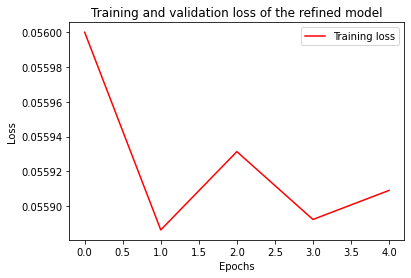 Training and validation loss of the refined model
Training loss
Loss
0.05600
0.05598
0.05596
0.05594
0.05592
0.05590
0.0 0.5 1.0 1.5 2.0 2.5 3.0 3.5 4.0
Epochs